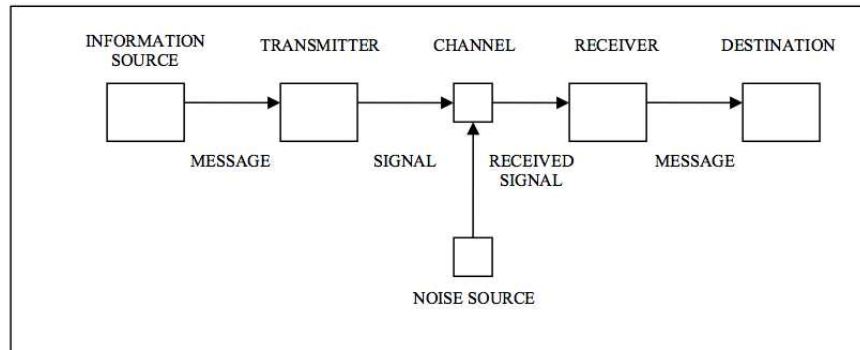 INFORMATION
SOURCE
TRANSMITTER
CHANNEL
RECEIVER
DESTINATION
MESSAGE
SIGNAL
RECEIVED
SIGNAL
MESSAGE
NOISE SOURCE